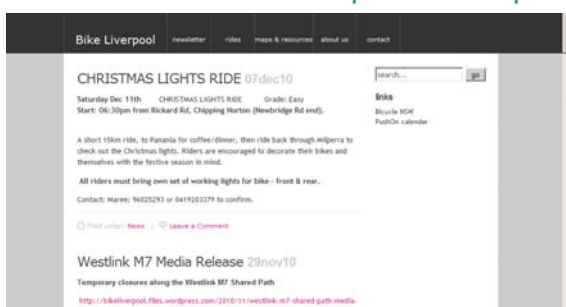 Bike Liverpool newsletter rides maps & resources about us contact
CHRISTMAS LIGHTS RIDE 07dec10
Saturday Dec 11th CHRISTMAS LIGHTS RIDE Grade: Easy
Start: 06:30pm from Rickard Rd, Chipping Norton (Newbridge Rd end).
A short 15km ride, to Panania for coffee/dinner, then ride back through Milperra to
check out the Christmas lights. Riders are encouraged to decorate their bikes and
themselves with the festive season in mind.
All riders must bring own set of working lights for bike - front & rear.
Contact: Maree; 96025293 or 0419203379 to confirm.
Filed under: News | Leave a Comment
Westlink M7 Media Release 29nov10
Temporary closures along the Westlink M7 Shared Path
http://bikeliverpool.files.wordpress.com/2010/11/westlink-m7-shared-path-media-
search... go
links
Bicycle NSW
PushOn calendar